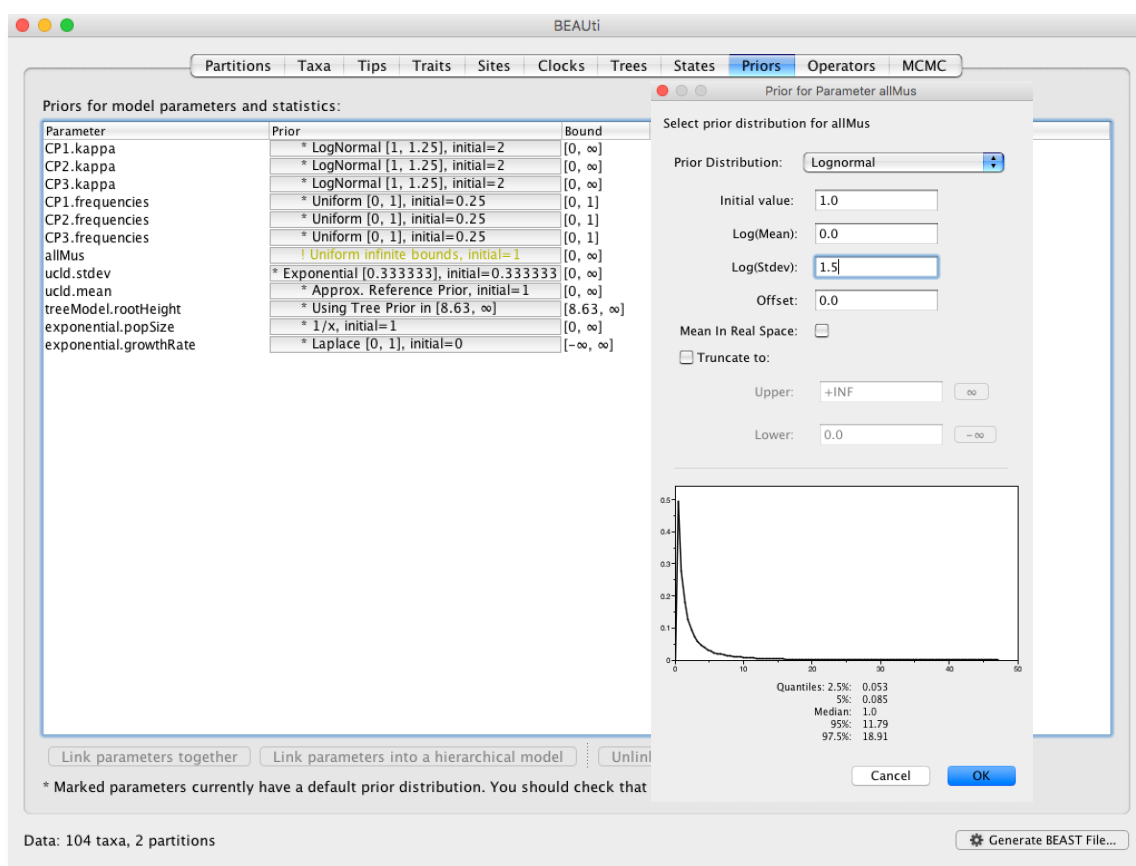 BEAUti
Partitions Taxa Tips Traits Sites Clocks Trees States Priors Operators MCMC
Priors for model parameters and statistics:
Parameter Prior Bound
CP1.kappa * LogNormal [1, 1.25], initial=2 [0, ∞]
CP2.kappa * LogNormal [1, 1.25], initial=2 [0, ∞]
CP3.kappa * LogNormal [1, 1.25], initial=2 [0, ∞]
CP1.frequencies * Uniform [0, 1], initial=0.25 [0, 1]
CP2.frequencies * Uniform [0, 1], initial=0.25 [0, 1]
CP3.frequencies * Uniform [0, 1], initial=0.25 [0, 1]
allMus ! Uniform infinite bounds, initial=1 [0, ∞]
ucld.stdev * Exponential [0.333333], initial=0.333333 [0, ∞]
ucld.mean * Approx. Reference Prior, initial=1 [0, ∞]
treeModel.rootHeight * Using Tree Prior in [8.63, ∞] [8.63, ∞]
exponential.popSize * 1/x, initial=1 [0, ∞]
exponential.growthRate * Laplace [0, 1], initial=0 [-∞, ∞]
Prior for Parameter allMus
Select prior distribution for allMus
Prior Distribution: Lognormal
Initial value: 1.0
Log(Mean): 0.0
Log(Stdev): 1.5
Offset: 0.0
Mean In Real Space:
Truncate to:
Upper: +INF ∞
Lower: 0.0 -∞
0.5
0.4
0.3
0.2
0.1
0
0 10 20 30 40 50
Quantiles: 2.5%: 0.053
5%: 0.085
Median: 1.0
95%: 11.79
97.5%: 18.91
Cancel OK
Link parameters together Link parameters into a hierarchical model
* Marked parameters currently have a default prior distribution. You should check that
Data: 104 taxa, 2 partitions Generate BEAST File...